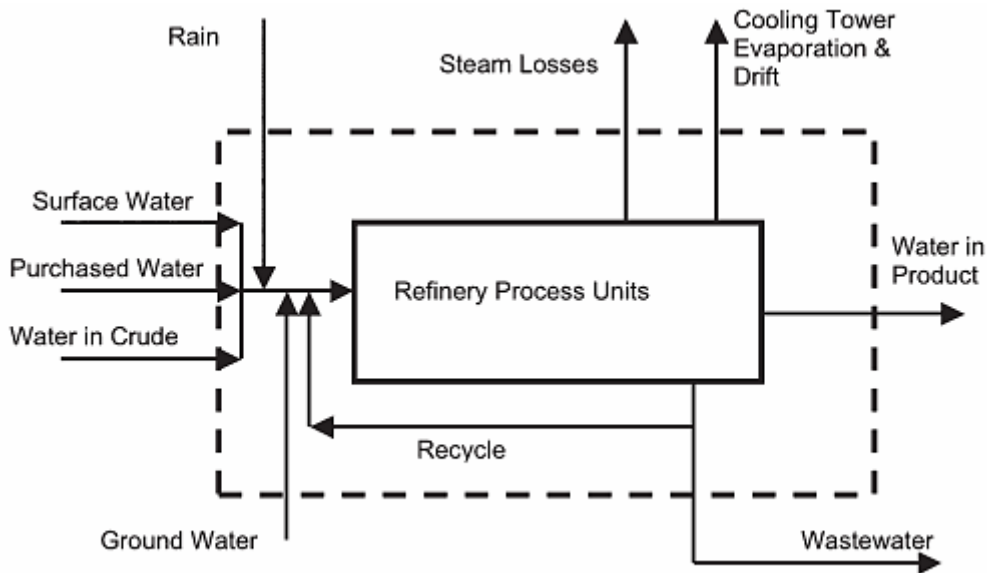 Rain
Steam Losses
Cooling Tower
Evaporation &
Drift
Surface Water
Purchased Water
Water in Crude
Refinery Process Units
Water in
Product
Recycle
Ground Water
Wastewater